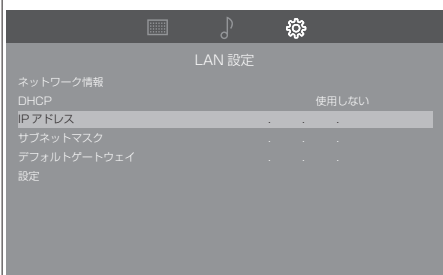 LAN 設定
ネットワーク情報
DHCP 使用しない
IP アドレス . . .
サブネットマスク . . .
デフォルトゲートウェイ . . .
設定